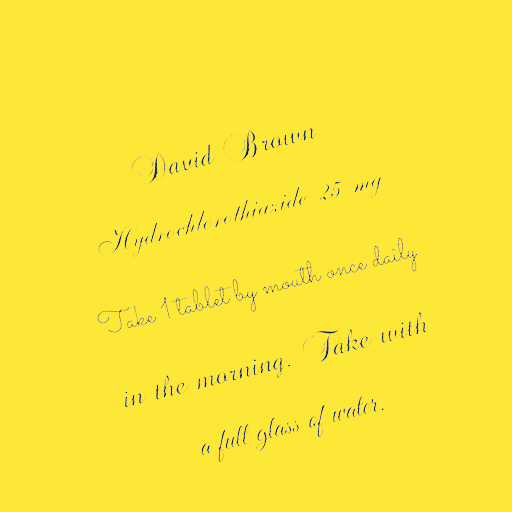 David Brown
Hydrochlorothiazide 25 mg
Take 1 tablet by mouth once daily
in the morning. Take with
a full glass of water.